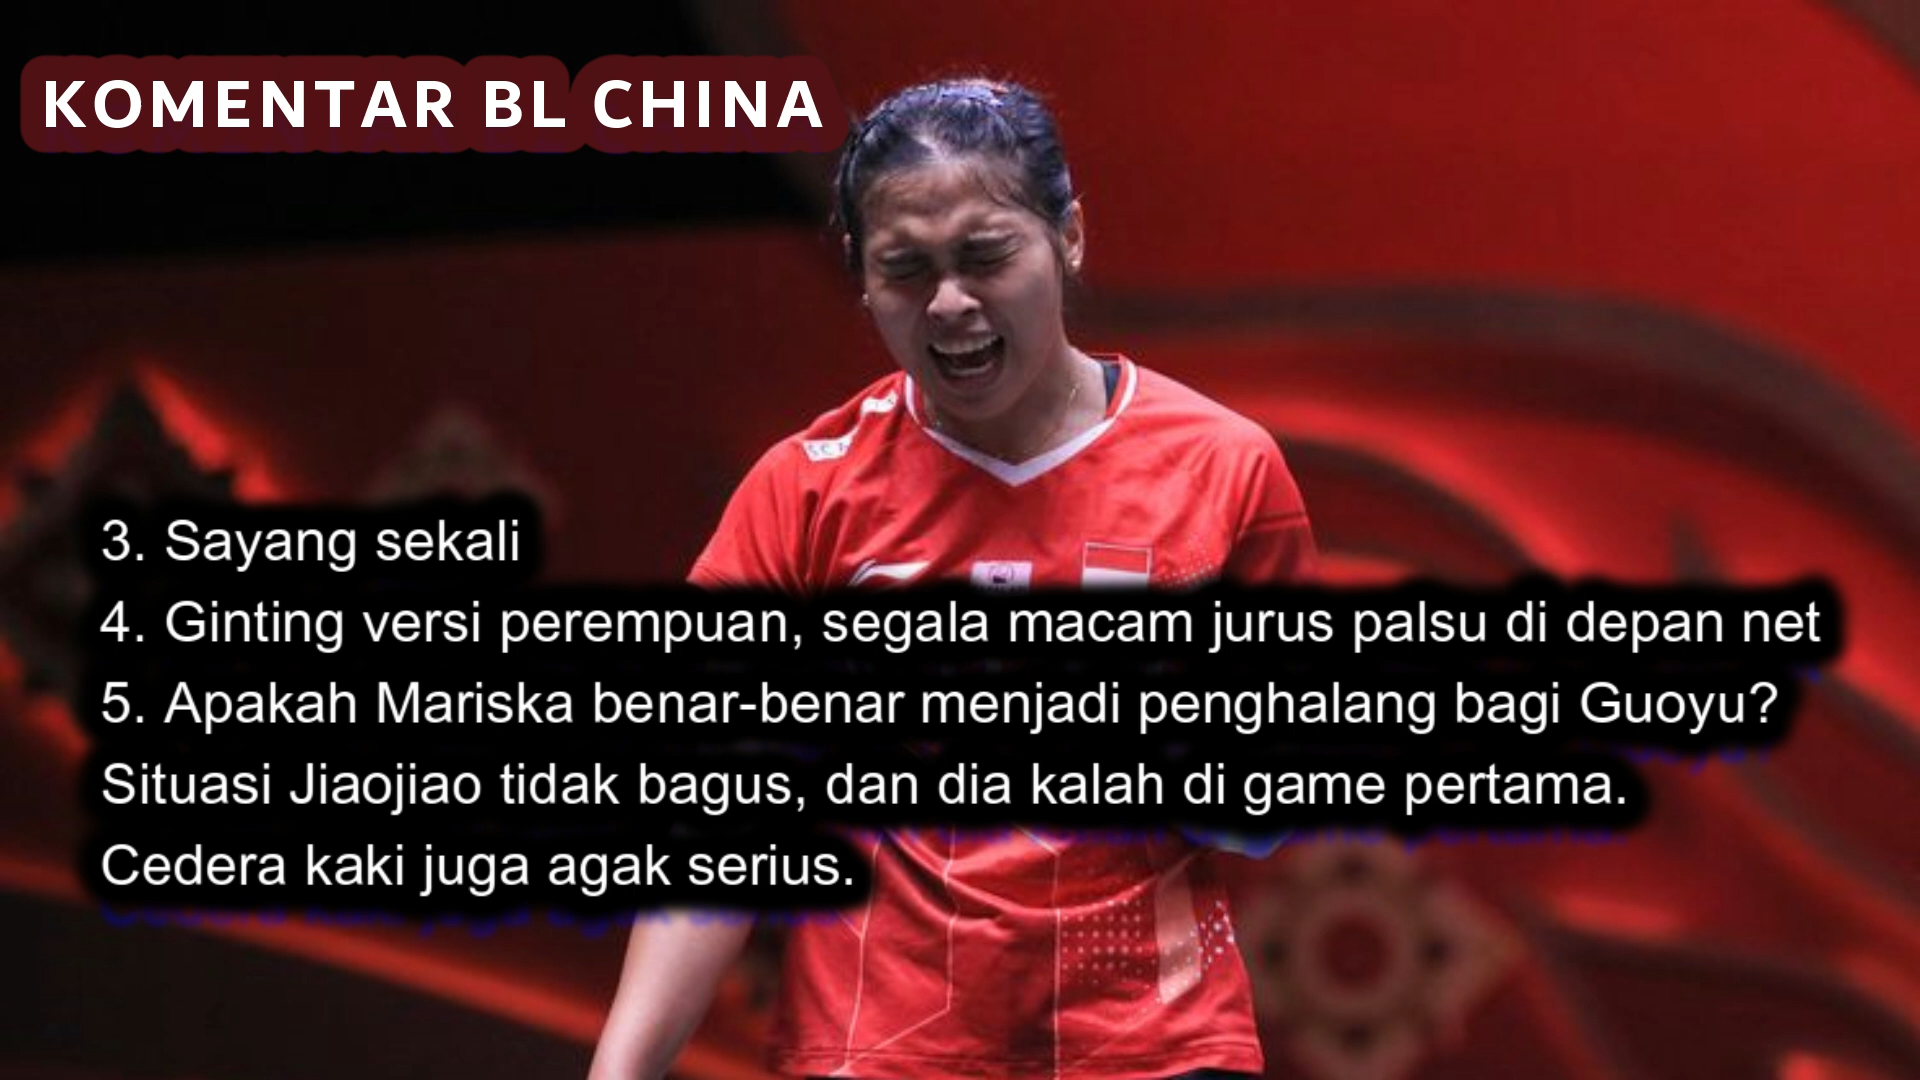 KOMENTAR BL CHINA
3. Sayang sekali
4. Ginting versi perempuan, segala macam jurus palsu di depan net
5. Apakah Mariska benar-benar menjadi penghalang bagi Guoyu?
Situasi Jiaojiao tidak bagus, dan dia kalah di game pertama.
Cedera kaki juga agak serius.